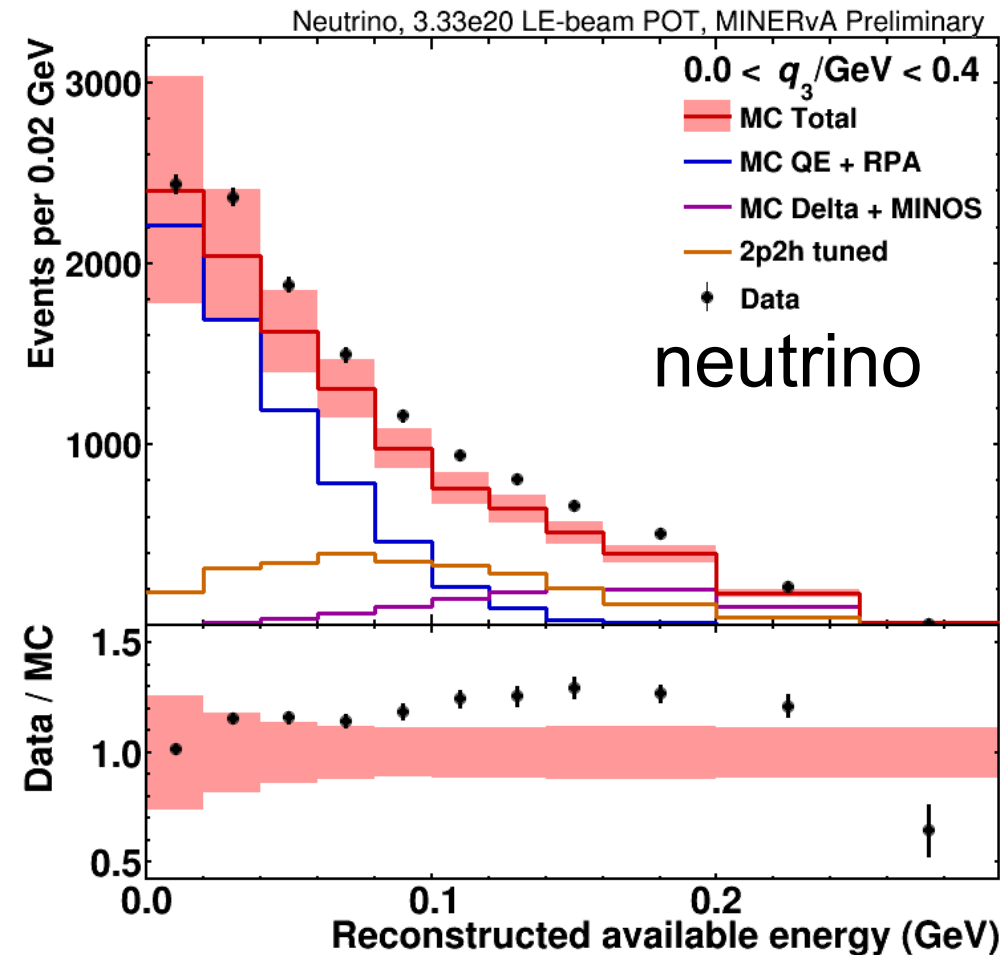 Neutrino, 3.33e20 LE-beam POT, MINERvA Preliminary
Events per 0.02 GeV
3000
2000
1000
0.0 < q3/GeV < 0.4
MC Total
MC QE + RPA
MC Delta + MINOS
2p2h tuned
Data
neutrino
Data / MC
1.5
1.0
0.5
0.0 0.1 0.2
Reconstructed available energy (GeV)